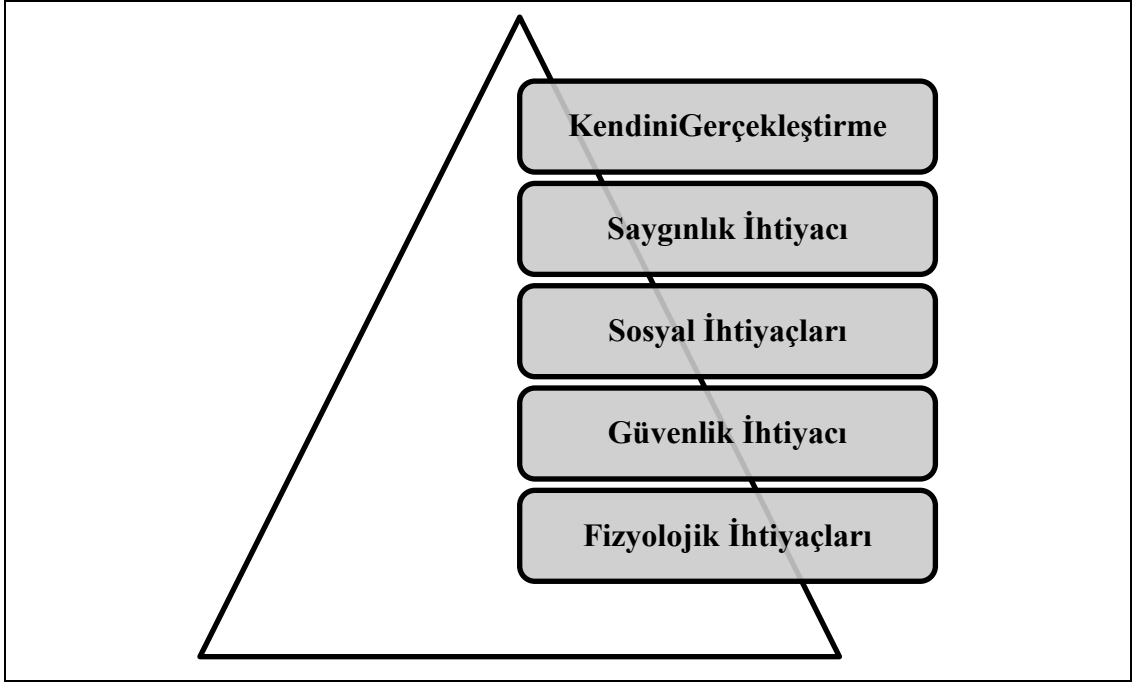 KendiniGerçekleştirme
Saygınlık İhtiyacı
Sosyal İhtiyaçları
Güvenlik İhtiyacı
Fizyolojik İhtiyaçları